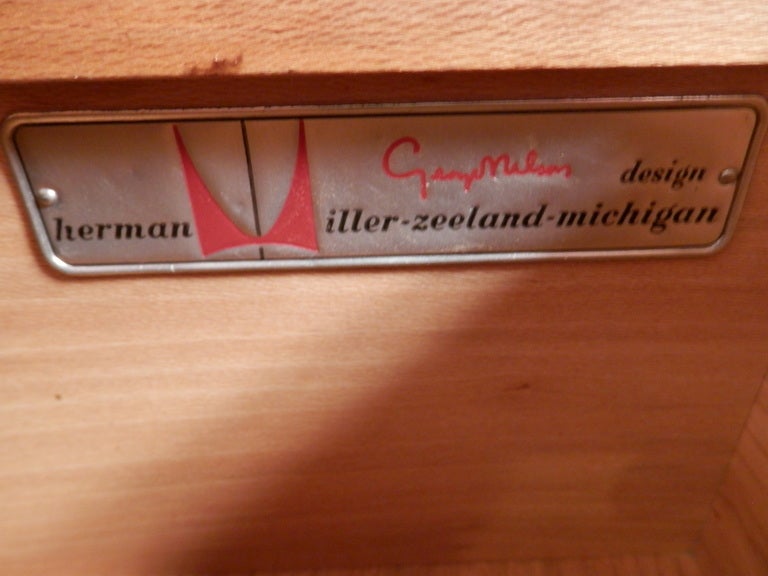 George Nelson design
herman Miller-zeeland-michigan